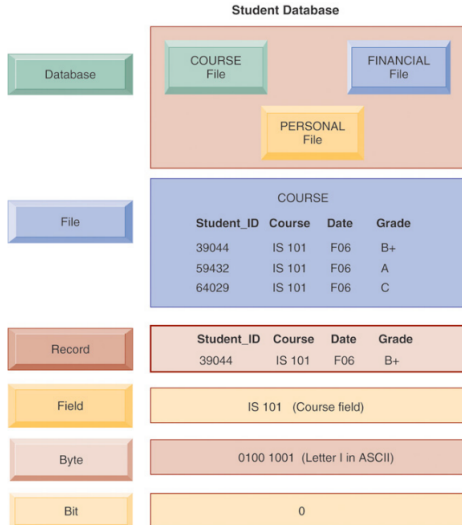 Student Database
Database
COURSE
File
FINANCIAL
File
PERSONAL
File
File
COURSE
Student_ID Course Date Grade
39044 IS 101 F06 B+
59432 IS 101 F06 A
64029 IS 101 F06 C
Record
Student_ID Course Date Grade
39044 IS 101 F06 B+
Field
IS 101 (Course field)
Byte
0100 1001 (Letter I in ASCII)
Bit
0